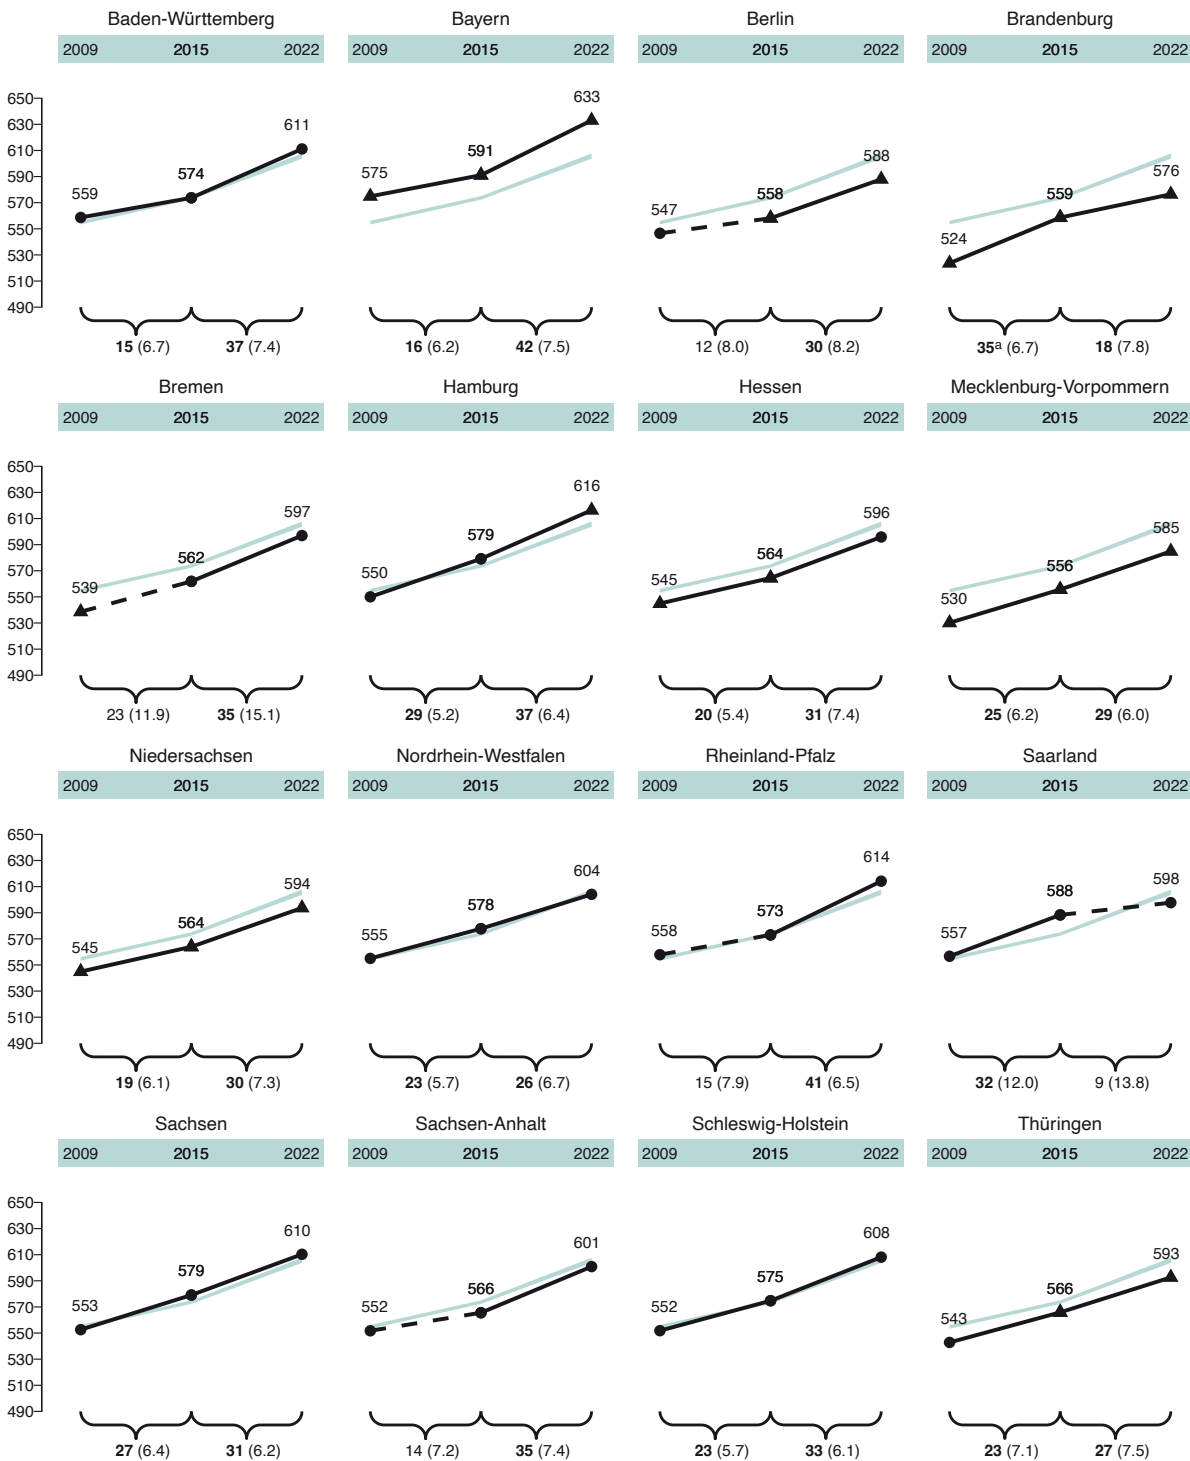 Baden-Württemberg Bayern Berlin Brandenburg
2009 2015 2022 2009 2015 2022 2009 2015 2022 2009 2015 2022
650
630
610
590
570
550
530
510
490
559 574 611
575 591 633
547 558 588
524 559 576
15 (6.7) 37 (7.4) 16 (6.2) 42 (7.5) 12 (8.0) 30 (8.2) 35ᵃ (6.7) 18 (7.8)
Bremen Hamburg Hessen Mecklenburg-Vorpommern
2009 2015 2022 2009 2015 2022 2009 2015 2022 2009 2015 2022
650
630
610
590
570
550
530
510
490
539 562 597
550 579 616
545 564 596
530 556 585
23 (11.9) 35 (15.1) 29 (5.2) 37 (6.4) 20 (5.4) 31 (7.4) 25 (6.2) 29 (6.0)
Niedersachsen Nordrhein-Westfalen Rheinland-Pfalz Saarland
2009 2015 2022 2009 2015 2022 2009 2015 2022 2009 2015 2022
650
630
610
590
570
550
530
510
490
545 564 594
555 578 604
558 573 614
557 588 598
19 (6.1) 30 (7.3) 23 (5.7) 26 (6.7) 15 (7.9) 41 (6.5) 32 (12.0) 9 (13.8)
Sachsen Sachsen-Anhalt Schleswig-Holstein Thüringen
2009 2015 2022 2009 2015 2022 2009 2015 2022 2009 2015 2022
650
630
610
590
570
550
530
510
490
553 579 610
552 566 601
552 575 608
543 566 593
27 (6.4) 31 (6.2) 14 (7.2) 35 (7.4) 23 (5.7) 33 (6.1) 23 (7.1) 27 (7.5)